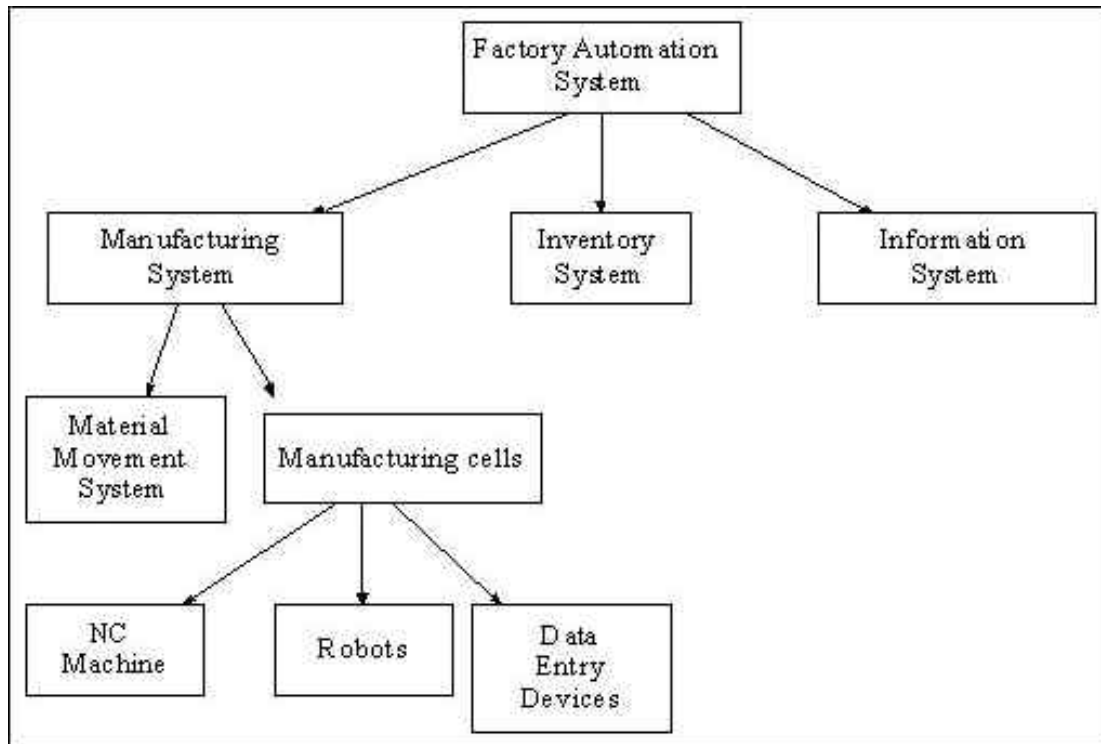 Factory Automation
System
Manufacturing
System
Inventory
System
Information
System
Material
Movement
System
Manufacturing cells
NC
Machine
Robots
Data
Entry
Devices